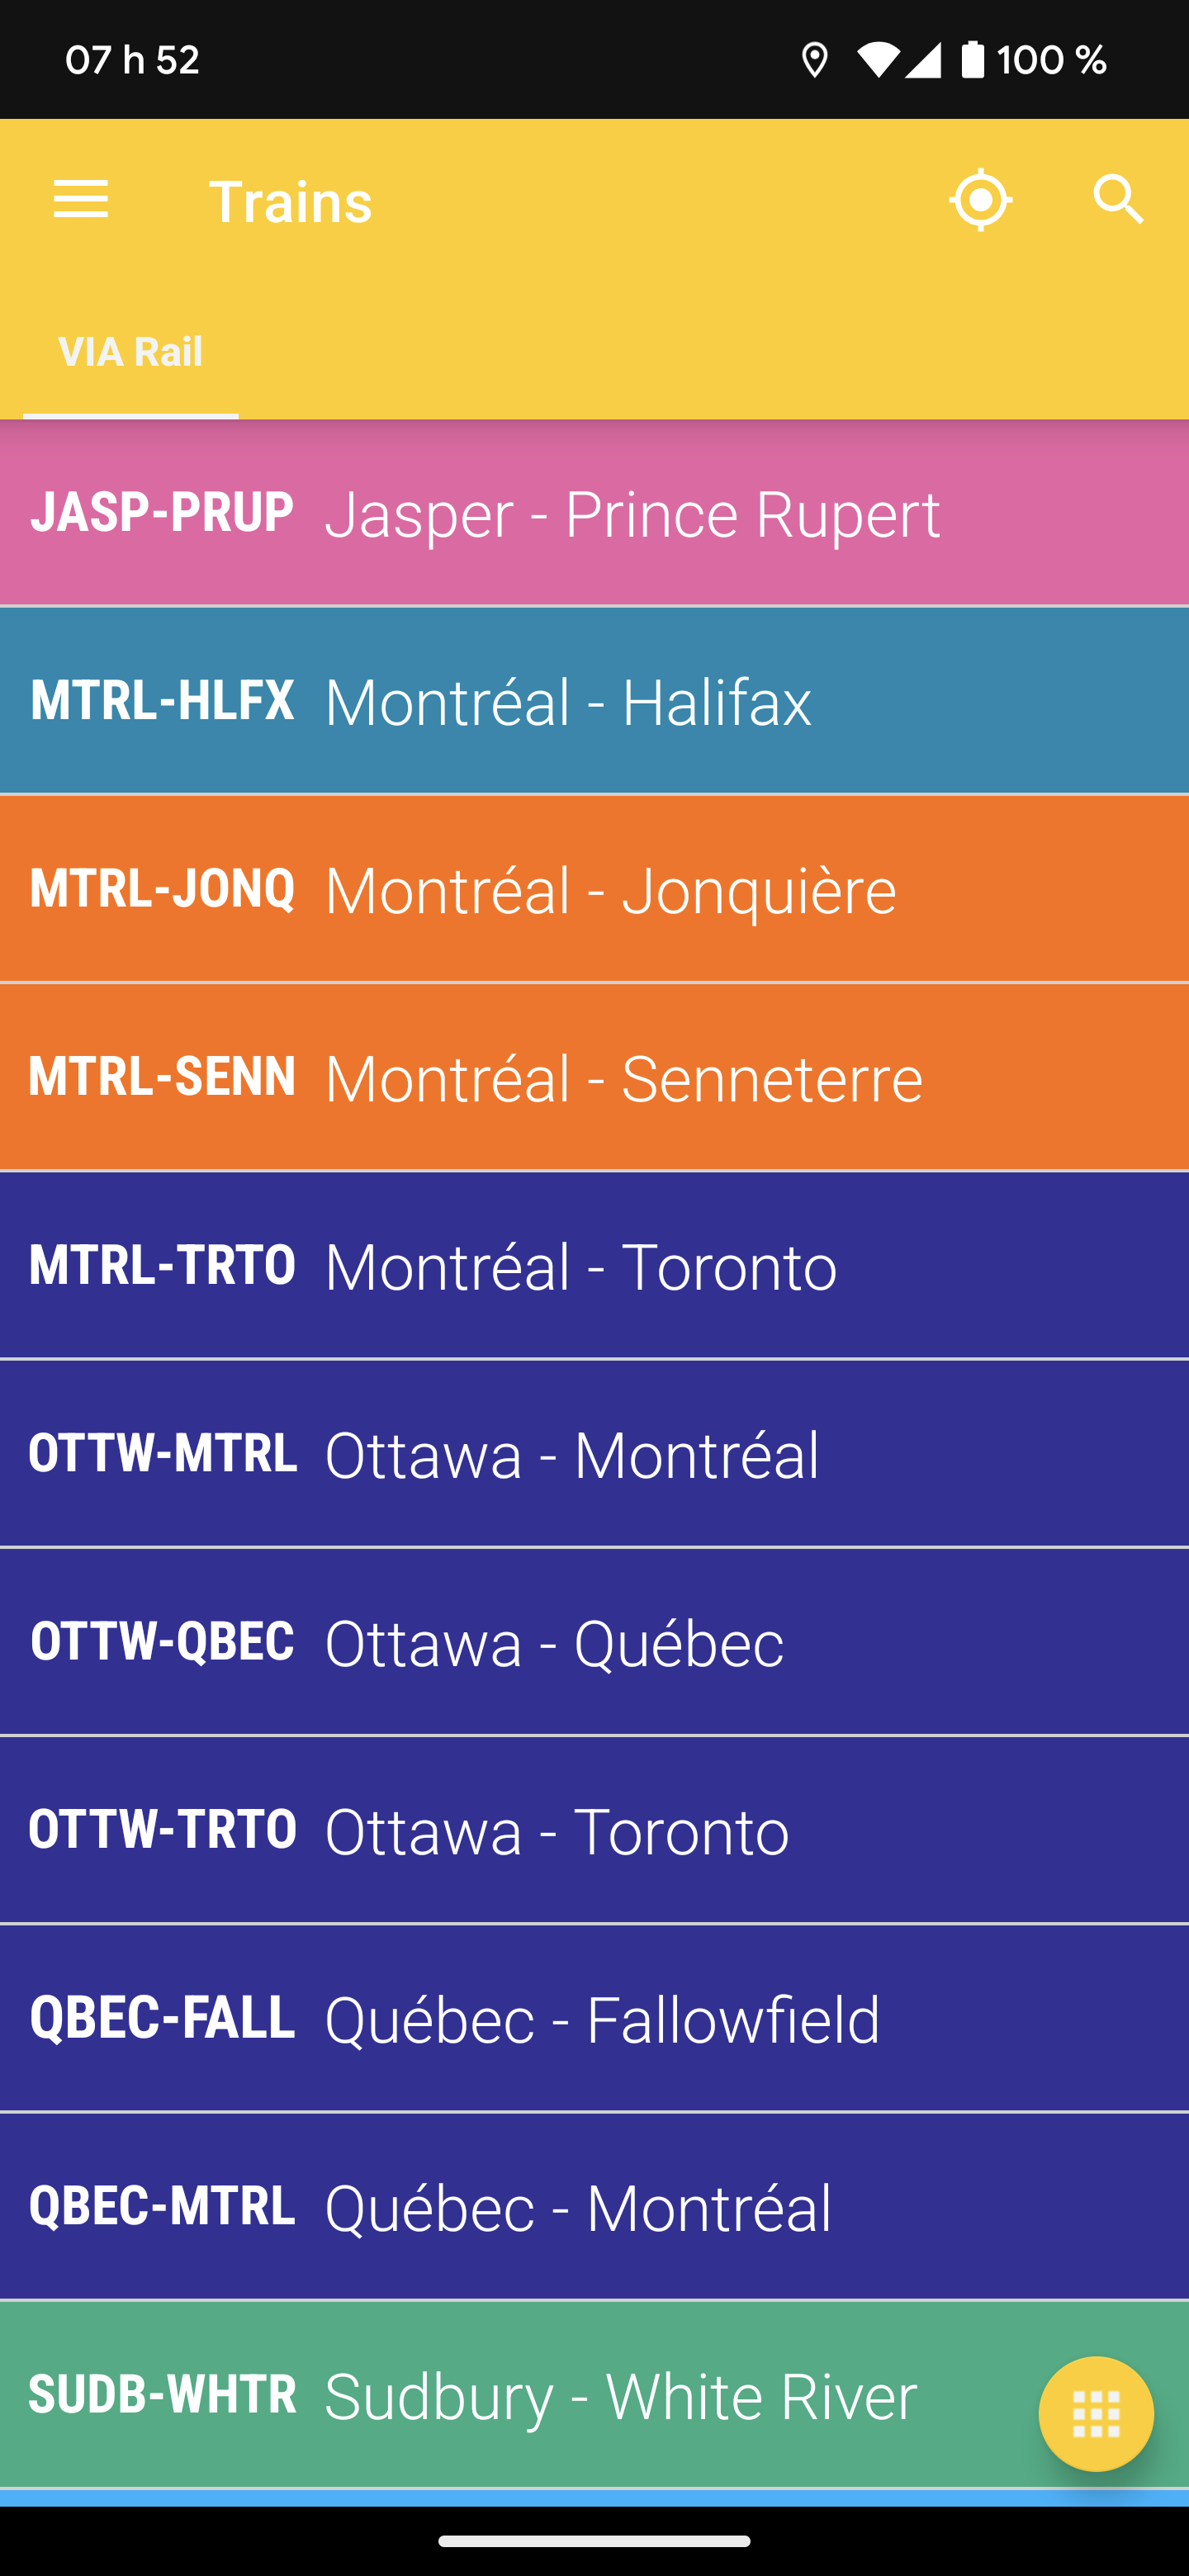 07 h 52 100 %
Trains
VIA Rail
JASP-PRUP Jasper - Prince Rupert
MTRL-HLFX Montréal - Halifax
MTRL-JONQ Montréal - Jonquière
MTRL-SENN Montréal - Senneterre
MTRL-TRTO Montréal - Toronto
OTTW-MTRL Ottawa - Montréal
OTTW-QBEC Ottawa - Québec
OTTW-TRTO Ottawa - Toronto
QBEC-FALL Québec - Fallowfield
QBEC-MTRL Québec - Montréal
SUDB-WHTR Sudbury - White River